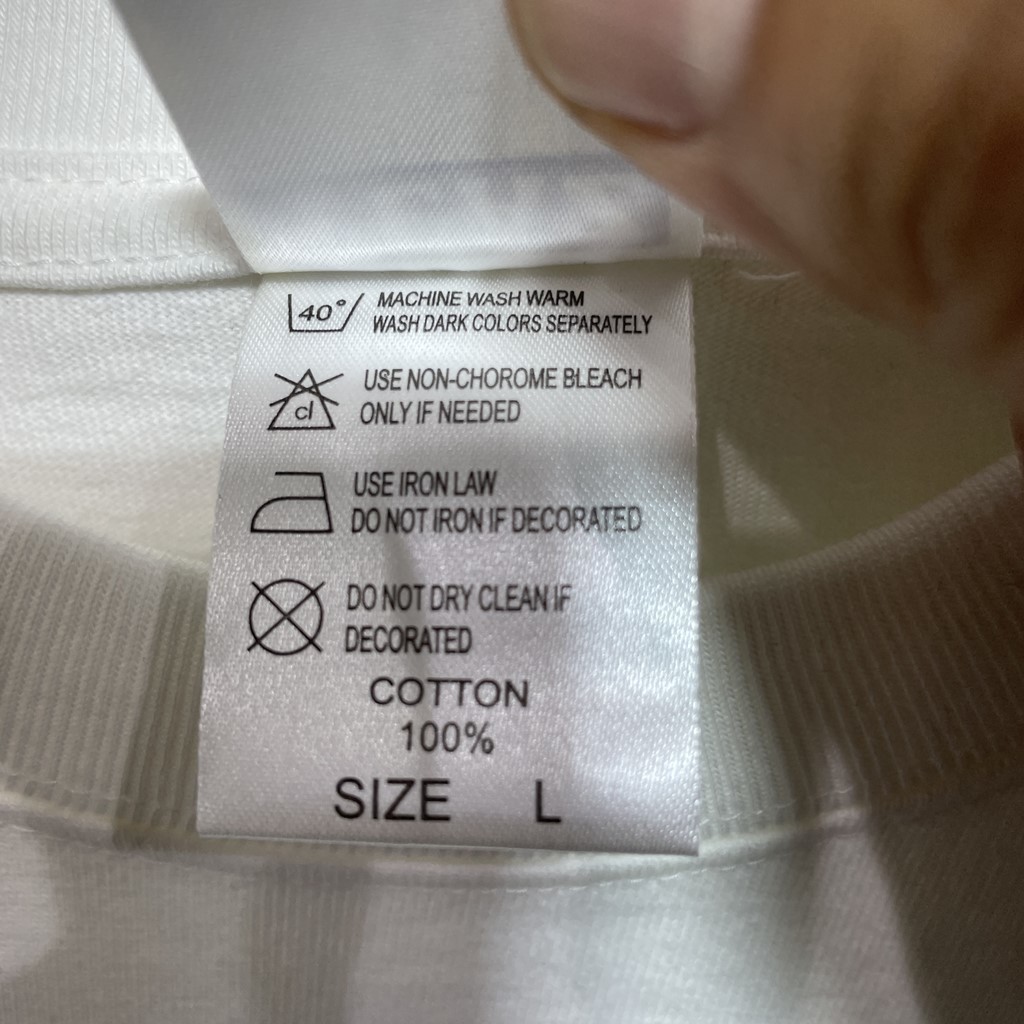 40° MACHINE WASH WARM
WASH DARK COLORS SEPARATELY
cl USE NON-CHOROME BLEACH
ONLY IF NEEDED
USE IRON LAW
DO NOT IRON IF DECORATED
DO NOT DRY CLEAN IF
DECORATED
COTTON
100%
SIZE L